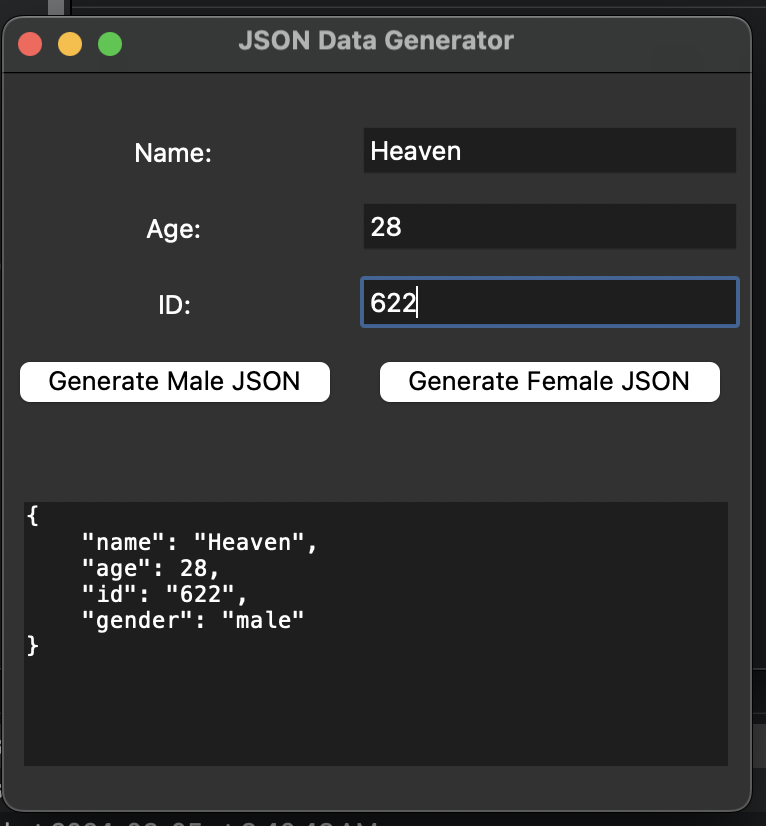 JSON Data Generator
Name: Heaven
Age: 28
ID: 622
Generate Male JSON Generate Female JSON
{
    "name": "Heaven",
    "age": 28,
    "id": "622",
    "gender": "male"
}